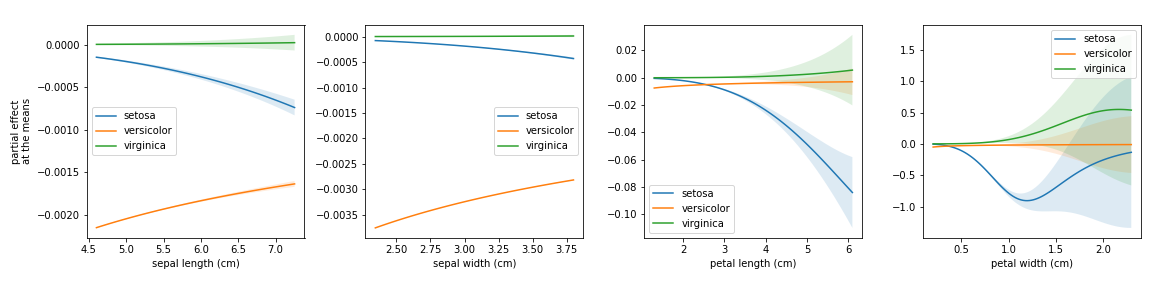 partial effect
at the means
0.0000
−0.0005
−0.0010
−0.0015
−0.0020
4.5 5.0 5.5 6.0 6.5 7.0
sepal length (cm)
setosa
versicolor
virginica
0.0000
−0.0005
−0.0010
−0.0015
−0.0020
−0.0025
−0.0030
−0.0035
2.50 2.75 3.00 3.25 3.50 3.75
sepal width (cm)
setosa
versicolor
virginica
0.02
0.00
−0.02
−0.04
−0.06
−0.08
−0.10
2 3 4 5 6
petal length (cm)
setosa
versicolor
virginica
1.5
1.0
0.5
0.0
−0.5
−1.0
0.5 1.0 1.5 2.0
petal width (cm)
setosa
versicolor
virginica